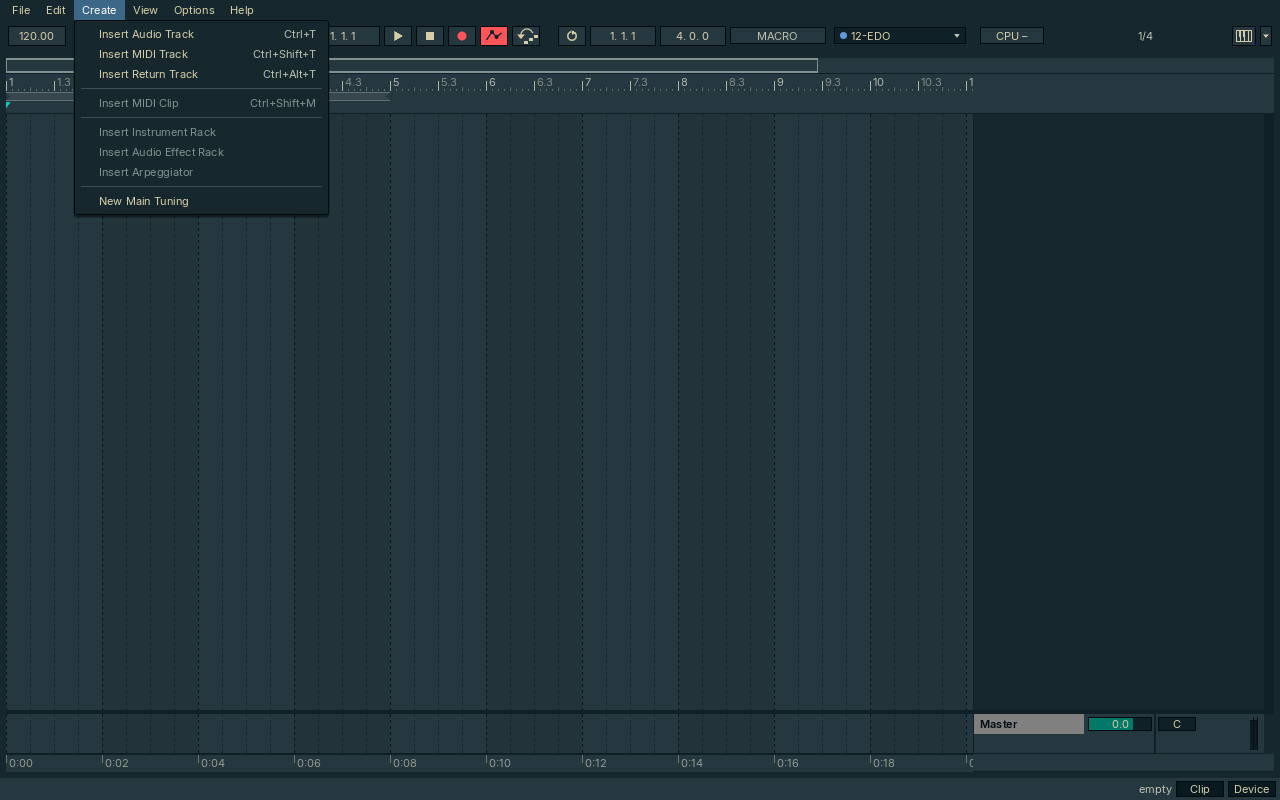 File Edit Create View Options Help
120.00 1. 1. 1 1. 1. 1 4. 0. 0 MACRO 12-EDO CPU – 1/4
Insert Audio Track Ctrl+T
Insert MIDI Track Ctrl+Shift+T
Insert Return Track Ctrl+Alt+T
Insert MIDI Clip Ctrl+Shift+M
Insert Instrument Rack
Insert Audio Effect Rack
Insert Arpeggiator
New Main Tuning
1 1.3 4.3 5 5.3 6 6.3 7 7.3 8 8.3 9 9.3 10 10.3 1
Master 0.0 C
0:00 0:02 0:04 0:06 0:08 0:10 0:12 0:14 0:16 0:18
empty Clip Device